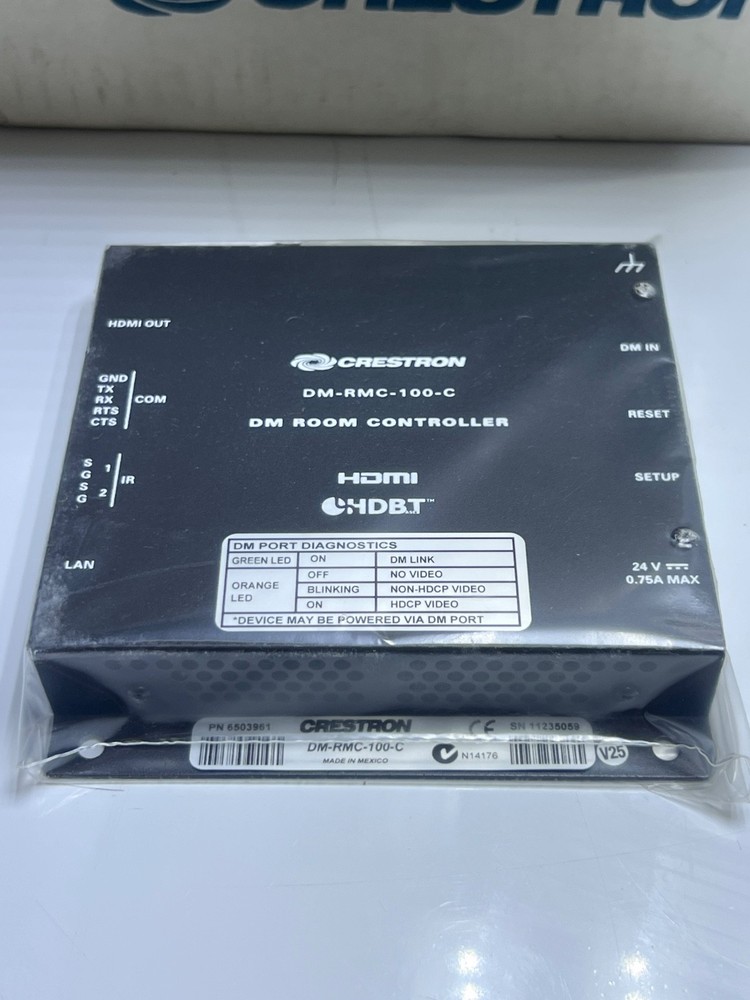 CRESTRON
HDMI OUT
GND
TX
RX
RTS
CTS
COM
S
G
S
G
1
2
IR
LAN
CRESTRON
DM-RMC-100-C
DM ROOM CONTROLLER
HDMI
HDBT™
DM IN
RESET
SETUP
24 V
0.75A MAX
DM PORT DIAGNOSTICS
GREEN LED ON DM LINK
ORANGE LED OFF NO VIDEO
BLINKING NON-HDCP VIDEO
ON HDCP VIDEO
*DEVICE MAY BE POWERED VIA DM PORT
PN 6503961 CRESTRON CE SN 11235059
DM-RMC-100-C N14176 V25
MADE IN MEXICO